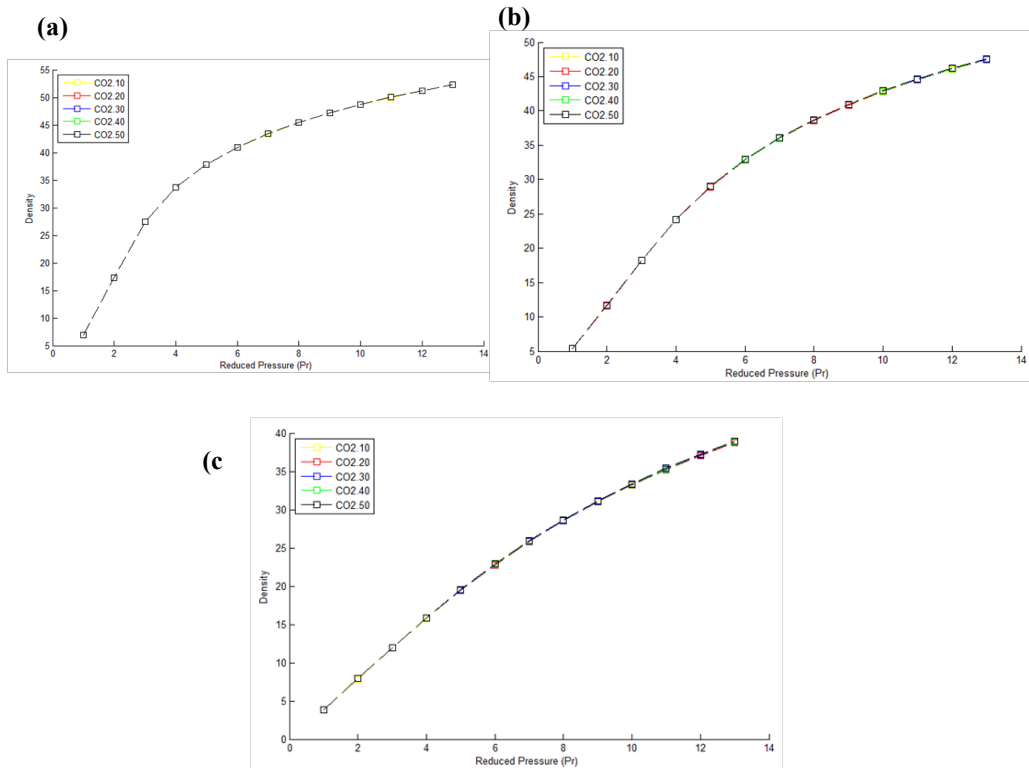 (a)
55
50
45
40
35
30
25
20
15
10
5
Density
CO2.10
CO2.20
CO2.30
CO2.40
CO2.50
0 2 4 6 8 10 12 14
Reduced Pressure (Pr)
(b)
50
45
40
35
30
25
20
15
10
5
Density
CO2.10
CO2.20
CO2.30
CO2.40
CO2.50
0 2 4 6 8 10 12 14
Reduced Pressure (Pr)
(c
40
35
30
25
20
15
10
5
0
Density
CO2.10
CO2.20
CO2.30
CO2.40
CO2.50
0 2 4 6 8 10 12 14
Reduced Pressure (Pr)